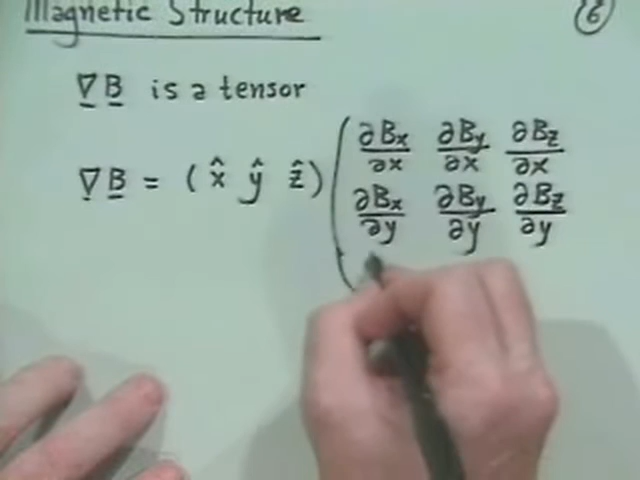 Magnetic Structure 6
∇B is a tensor
∇B = (x̂ ŷ ẑ) ( ∂Bx/∂x ∂By/∂x ∂Bz/∂x
∂Bx/∂y ∂By/∂y ∂Bz/∂y